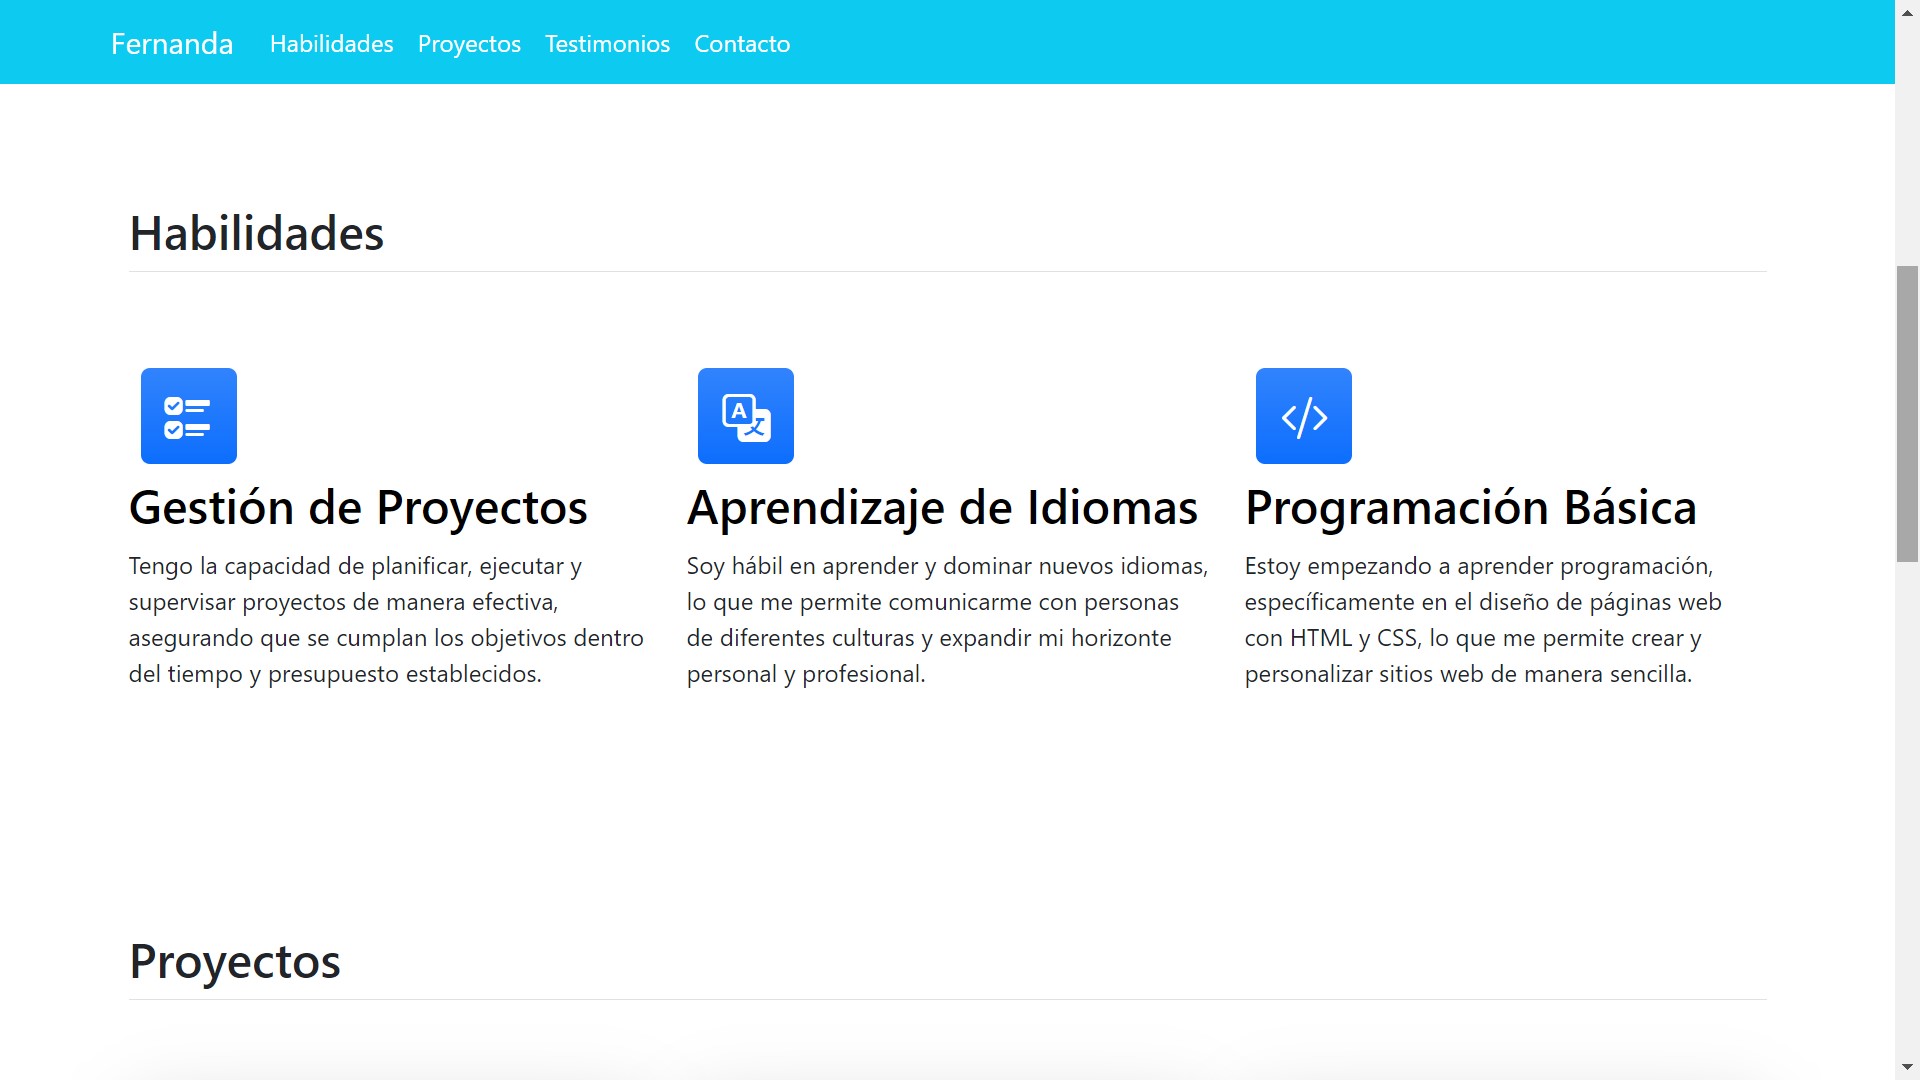 Fernanda Habilidades Proyectos Testimonios Contacto
Habilidades
Gestión de Proyectos
Tengo la capacidad de planificar, ejecutar y
supervisar proyectos de manera efectiva,
asegurando que se cumplan los objetivos dentro
del tiempo y presupuesto establecidos.
A
文
Aprendizaje de Idiomas
Soy hábil en aprender y dominar nuevos idiomas,
lo que me permite comunicarme con personas
de diferentes culturas y expandir mi horizonte
personal y profesional.
</>
Programación Básica
Estoy empezando a aprender programación,
específicamente en el diseño de páginas web
con HTML y CSS, lo que me permite crear y
personalizar sitios web de manera sencilla.
Proyectos